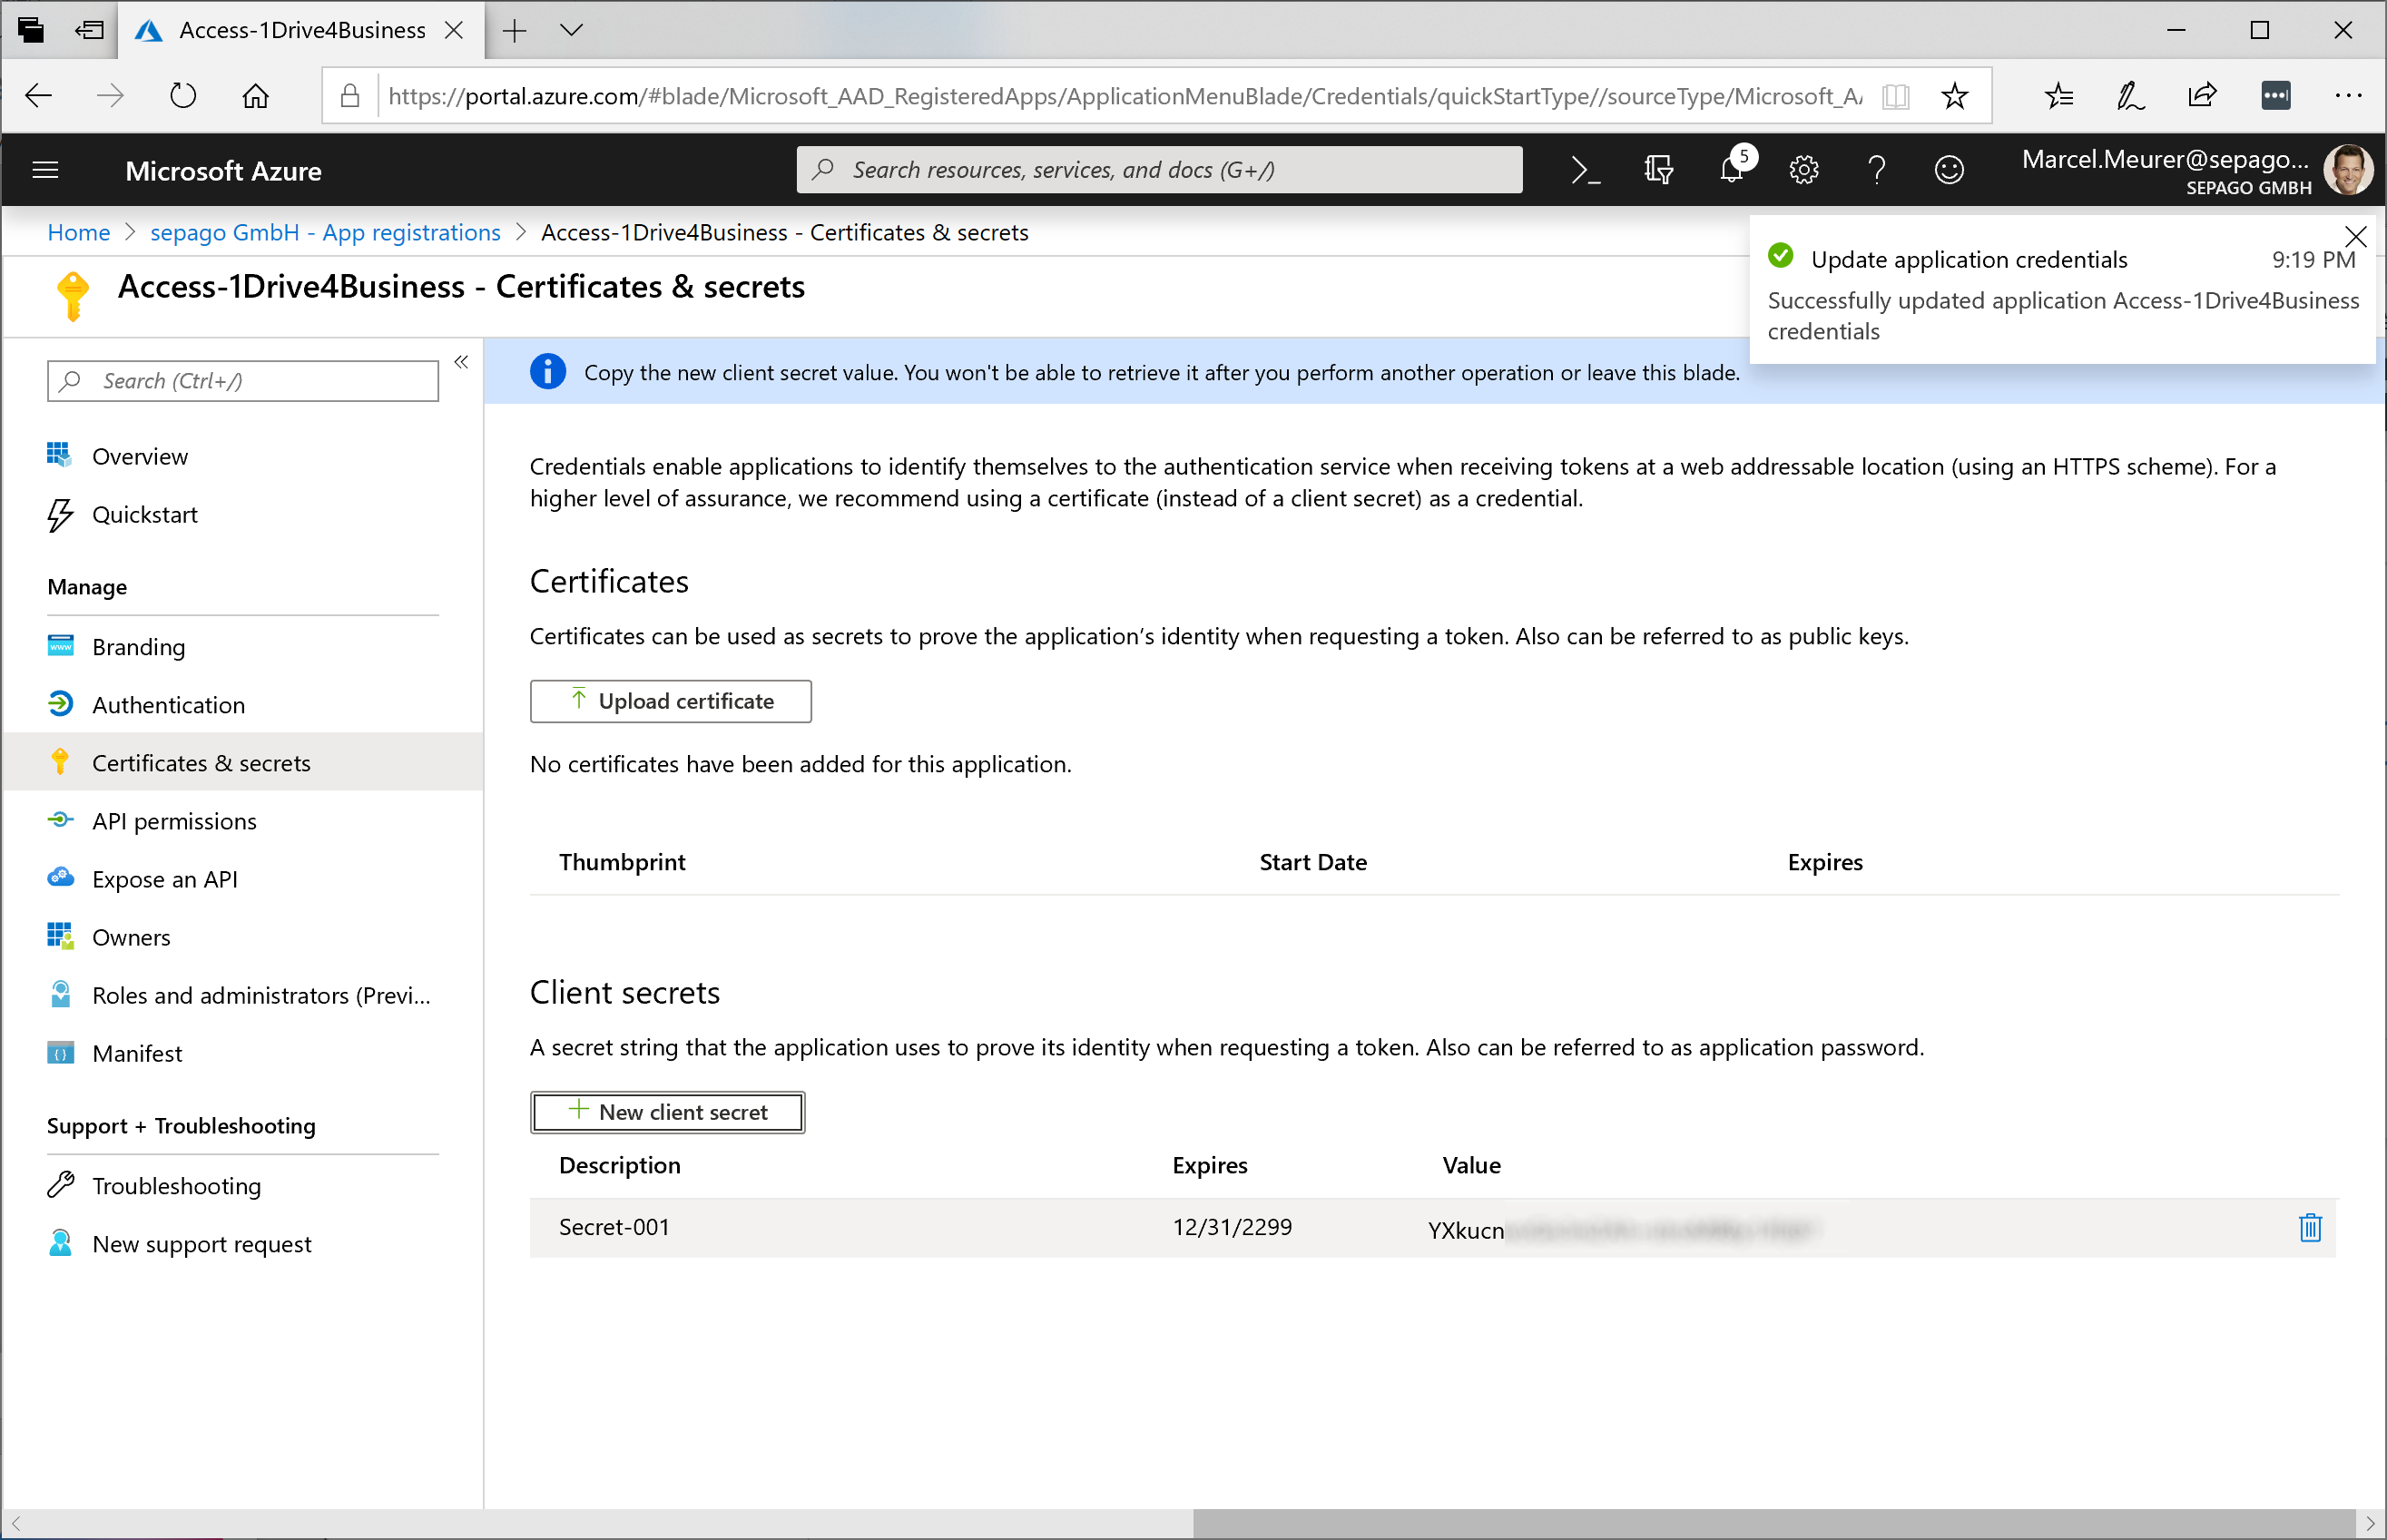 Access-1Drive4Business
https://portal.azure.com/#blade/Microsoft_AAD_RegisteredApps/ApplicationMenuBlade/Credentials/quickStartType//sourceType/Microsoft_A
Microsoft Azure
Search resources, services, and docs (G+/)
5
Marcel.Meurer@sepago...
SEPAGO GMBH
Home > sepago GmbH - App registrations > Access-1Drive4Business - Certificates & secrets
Access-1Drive4Business - Certificates & secrets
Update application credentials 9:19 PM
Successfully updated application Access-1Drive4Business
credentials
Search (Ctrl+/)
Overview
Quickstart
Manage
Branding
Authentication
Certificates & secrets
API permissions
Expose an API
Owners
Roles and administrators (Previ...
Manifest
Support + Troubleshooting
Troubleshooting
New support request
Copy the new client secret value. You won't be able to retrieve it after you perform another operation or leave this blade.
Credentials enable applications to identify themselves to the authentication service when receiving tokens at a web addressable location (using an HTTPS scheme). For a
higher level of assurance, we recommend using a certificate (instead of a client secret) as a credential.
Certificates
Certificates can be used as secrets to prove the application’s identity when requesting a token. Also can be referred to as public keys.
Upload certificate
No certificates have been added for this application.
Thumbprint Start Date Expires
Client secrets
A secret string that the application uses to prove its identity when requesting a token. Also can be referred to as application password.
New client secret
Description Expires Value
Secret-001 12/31/2299 YXkucn